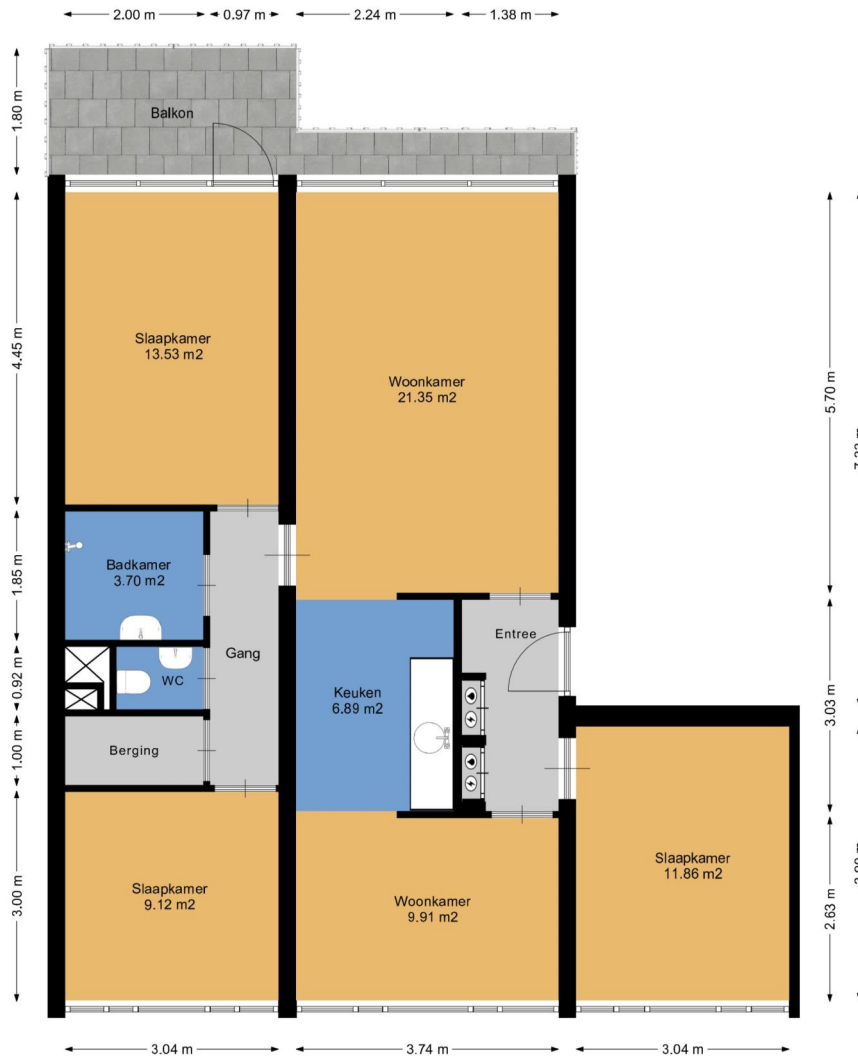 2.00 m
0.97 m
2.24 m
1.38 m
1.80 m
Balkon
4.45 m
Slaapkamer
13.53 m2
Woonkamer
21.35 m2
5.70 m
1.85 m
Badkamer
3.70 m2
Gang
Entree
0.92 m
WC
Keuken
6.89 m2
3.03 m
1.00 m
Berging
3.00 m
Slaapkamer
9.12 m2
Woonkamer
9.91 m2
Slaapkamer
11.86 m2
2.63 m
3.04 m
3.74 m
3.04 m